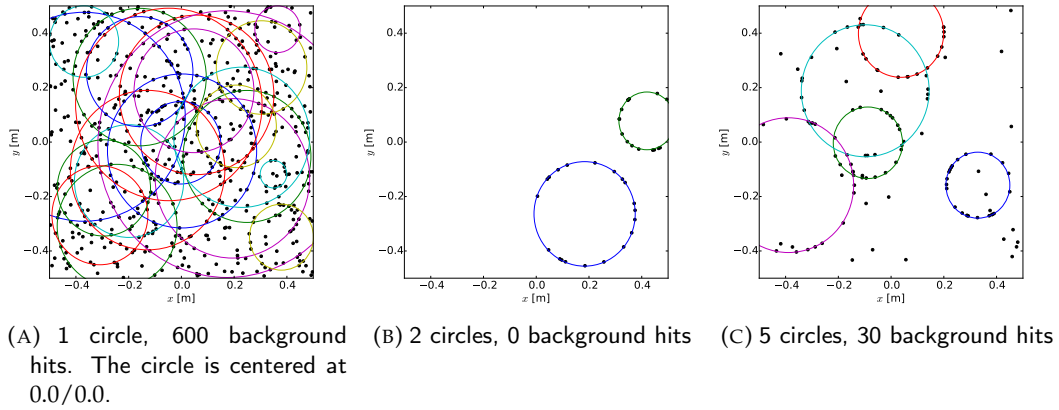 0.4
0.2
0.0
−0.2
−0.4
y [m]
−0.4 −0.2 0.0 0.2 0.4
x [m]
0.4
0.2
0.0
−0.2
−0.4
y [m]
−0.4 −0.2 0.0 0.2 0.4
x [m]
0.4
0.2
0.0
−0.2
−0.4
y [m]
−0.4 −0.2 0.0 0.2 0.4
x [m]
(A) 1 circle, 600 background
hits. The circle is centered at
0.0/0.0.
(B) 2 circles, 0 background hits
(C) 5 circles, 30 background hits